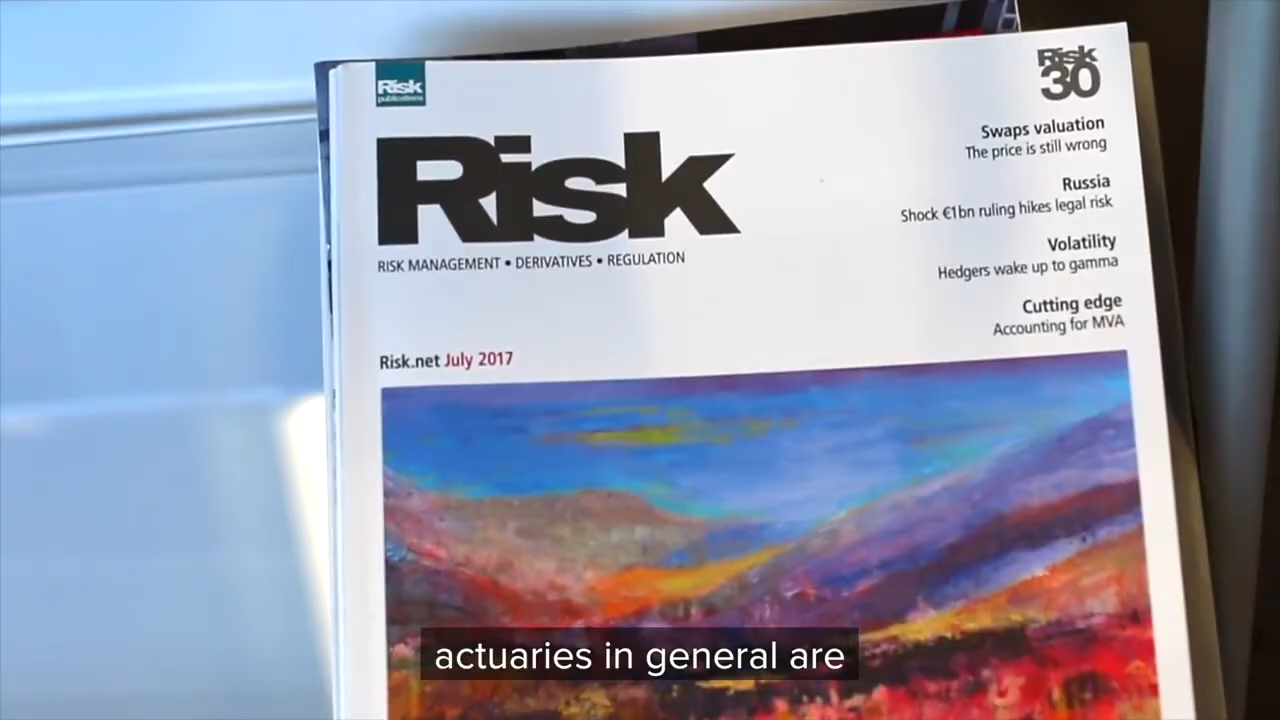 Risk
publications
Risk
30
Risk
RISK MANAGEMENT • DERIVATIVES • REGULATION
Swaps valuation
The price is still wrong
Russia
Shock €1bn ruling hikes legal risk
Volatility
Hedgers wake up to gamma
Cutting edge
Accounting for MVA
Risk.net July 2017
actuaries in general are